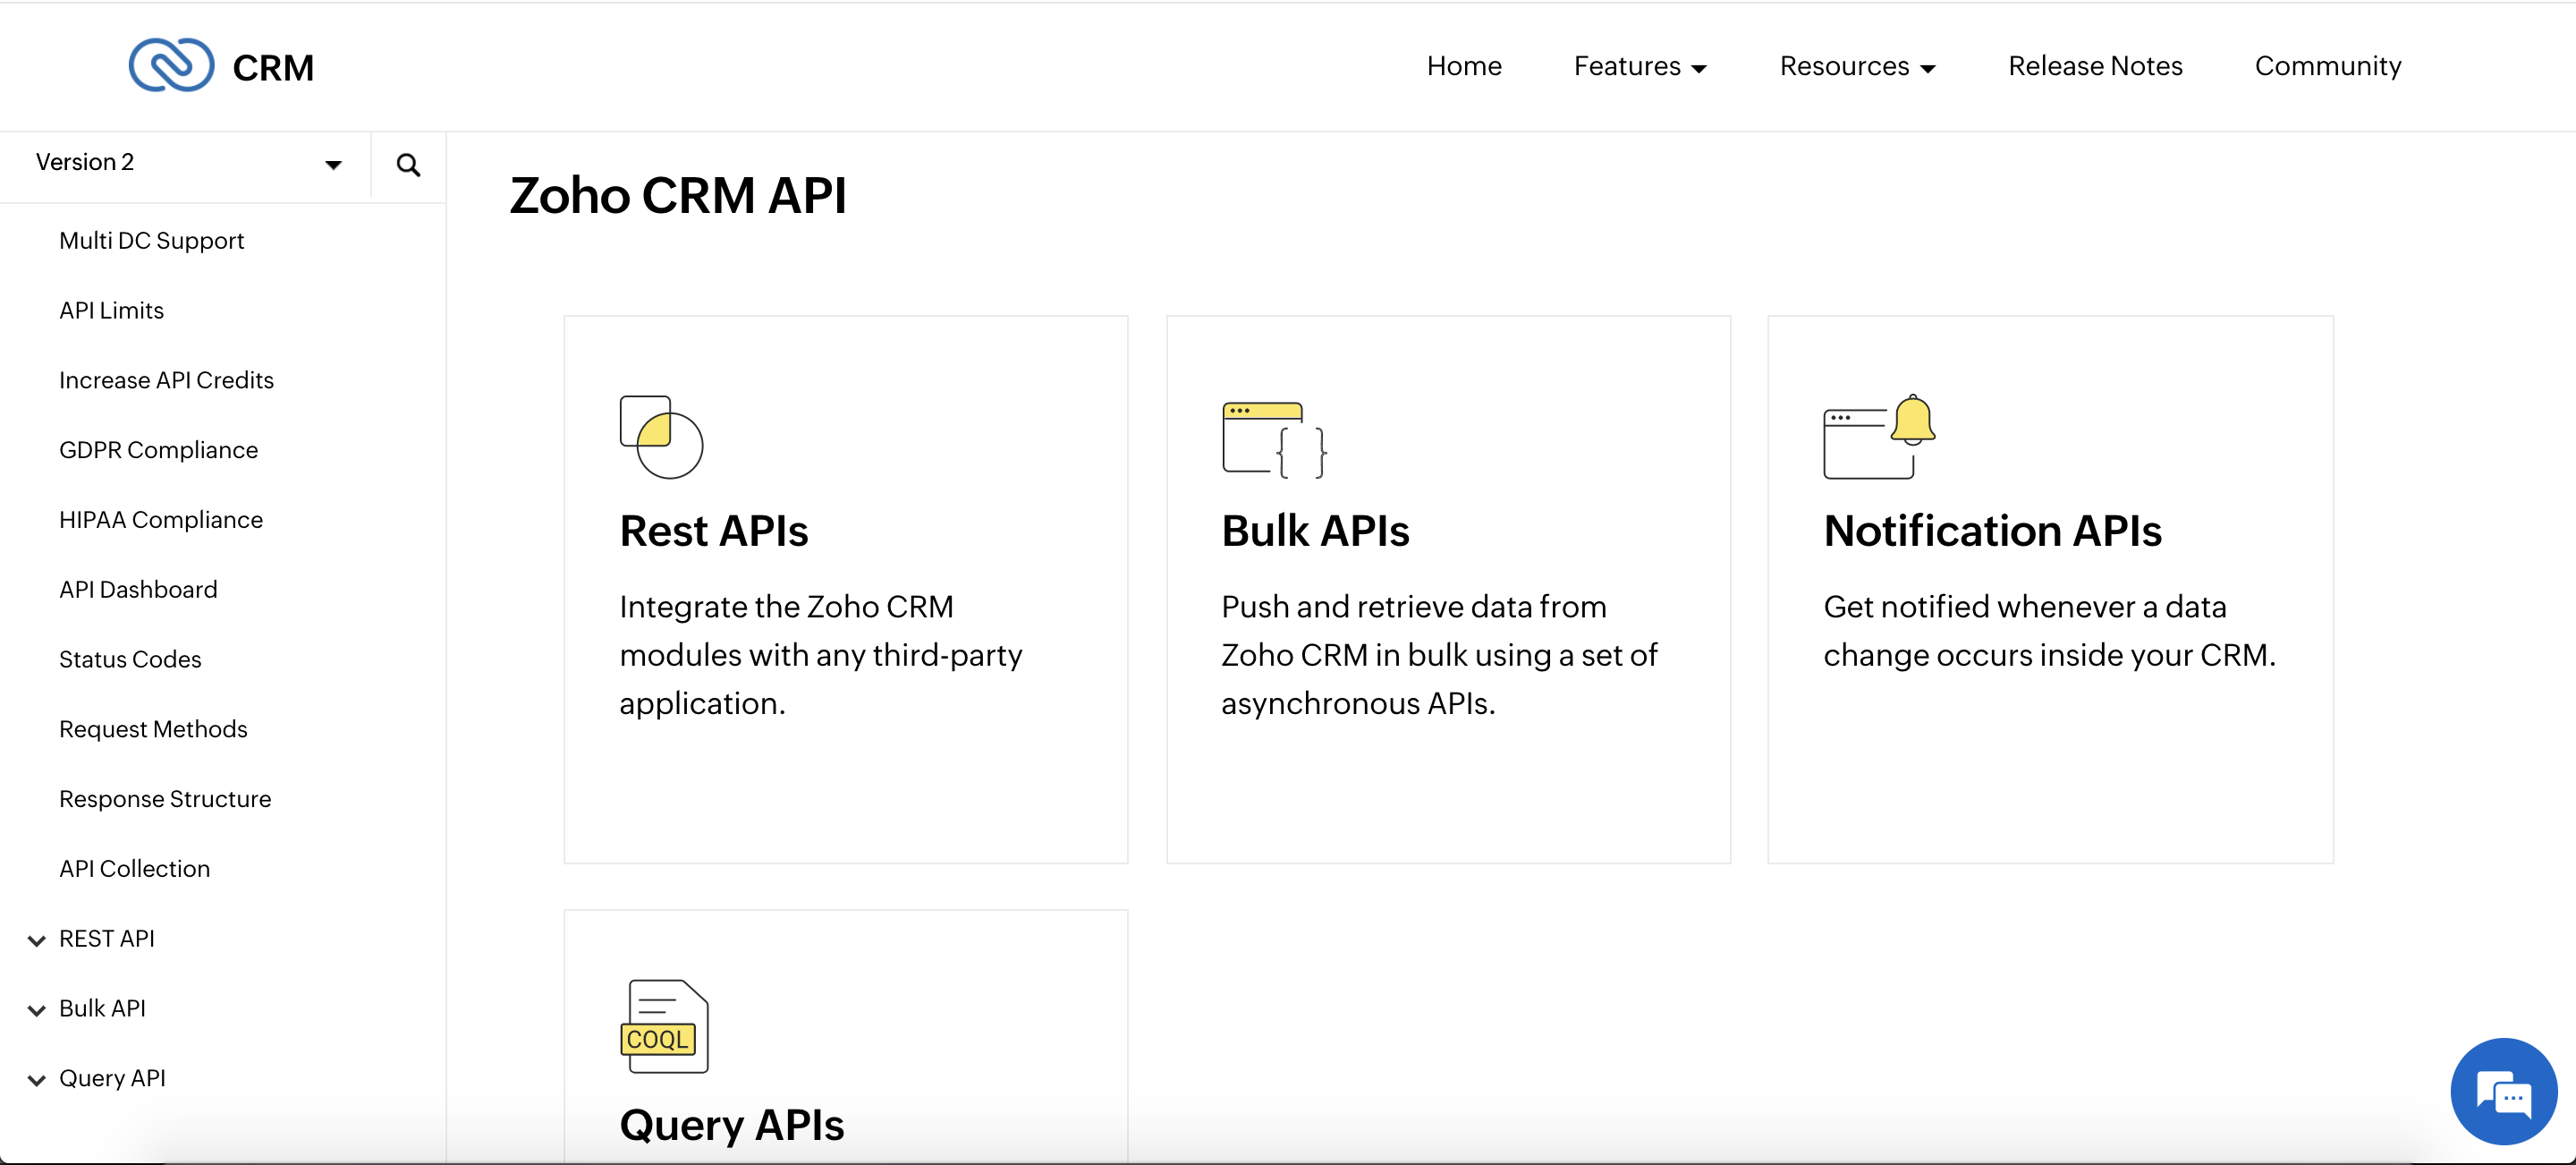 CRM
Home
Features
Resources
Release Notes
Community
Version 2
Multi DC Support
API Limits
Increase API Credits
GDPR Compliance
HIPAA Compliance
API Dashboard
Status Codes
Request Methods
Response Structure
API Collection
REST API
Bulk API
Query API
Zoho CRM API
Rest APIs
Integrate the Zoho CRM
modules with any third-party
application.
Bulk APIs
Push and retrieve data from
Zoho CRM in bulk using a set of
asynchronous APIs.
Notification APIs
Get notified whenever a data
change occurs inside your CRM.
COQL
Query APIs